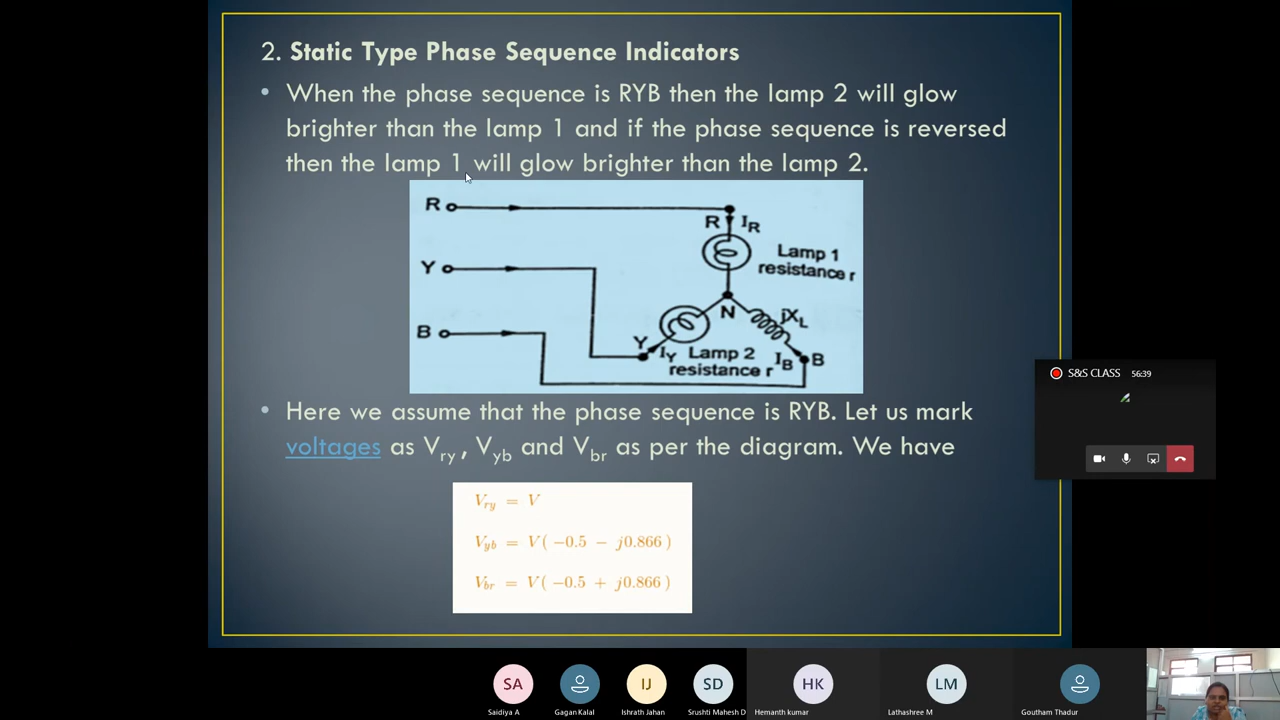 2. Static Type Phase Sequence Indicators
• When the phase sequence is RYB then the lamp 2 will glow
brighter than the lamp 1 and if the phase sequence is reversed
then the lamp 1 will glow brighter than the lamp 2.
R
R I_R
Lamp 1
resistance r
Y
N
jX_L
B
Y
I_Y Lamp 2
resistance r
I_B B
• Here we assume that the phase sequence is RYB. Let us mark
voltages as V_ry , V_yb and V_br as per the diagram. We have
V_ry = V
V_yb = V( −0.5 − j0.866 )
V_br = V( −0.5 + j0.866 )
S&S CLASS 56:39
SA
IJ
SD
HK
LM
Saidiya A
Gagan Kalal
Ishrath Jahan
Srushti Mahesh D
Hemanth kumar
Lathashree M
Goutham Thadur